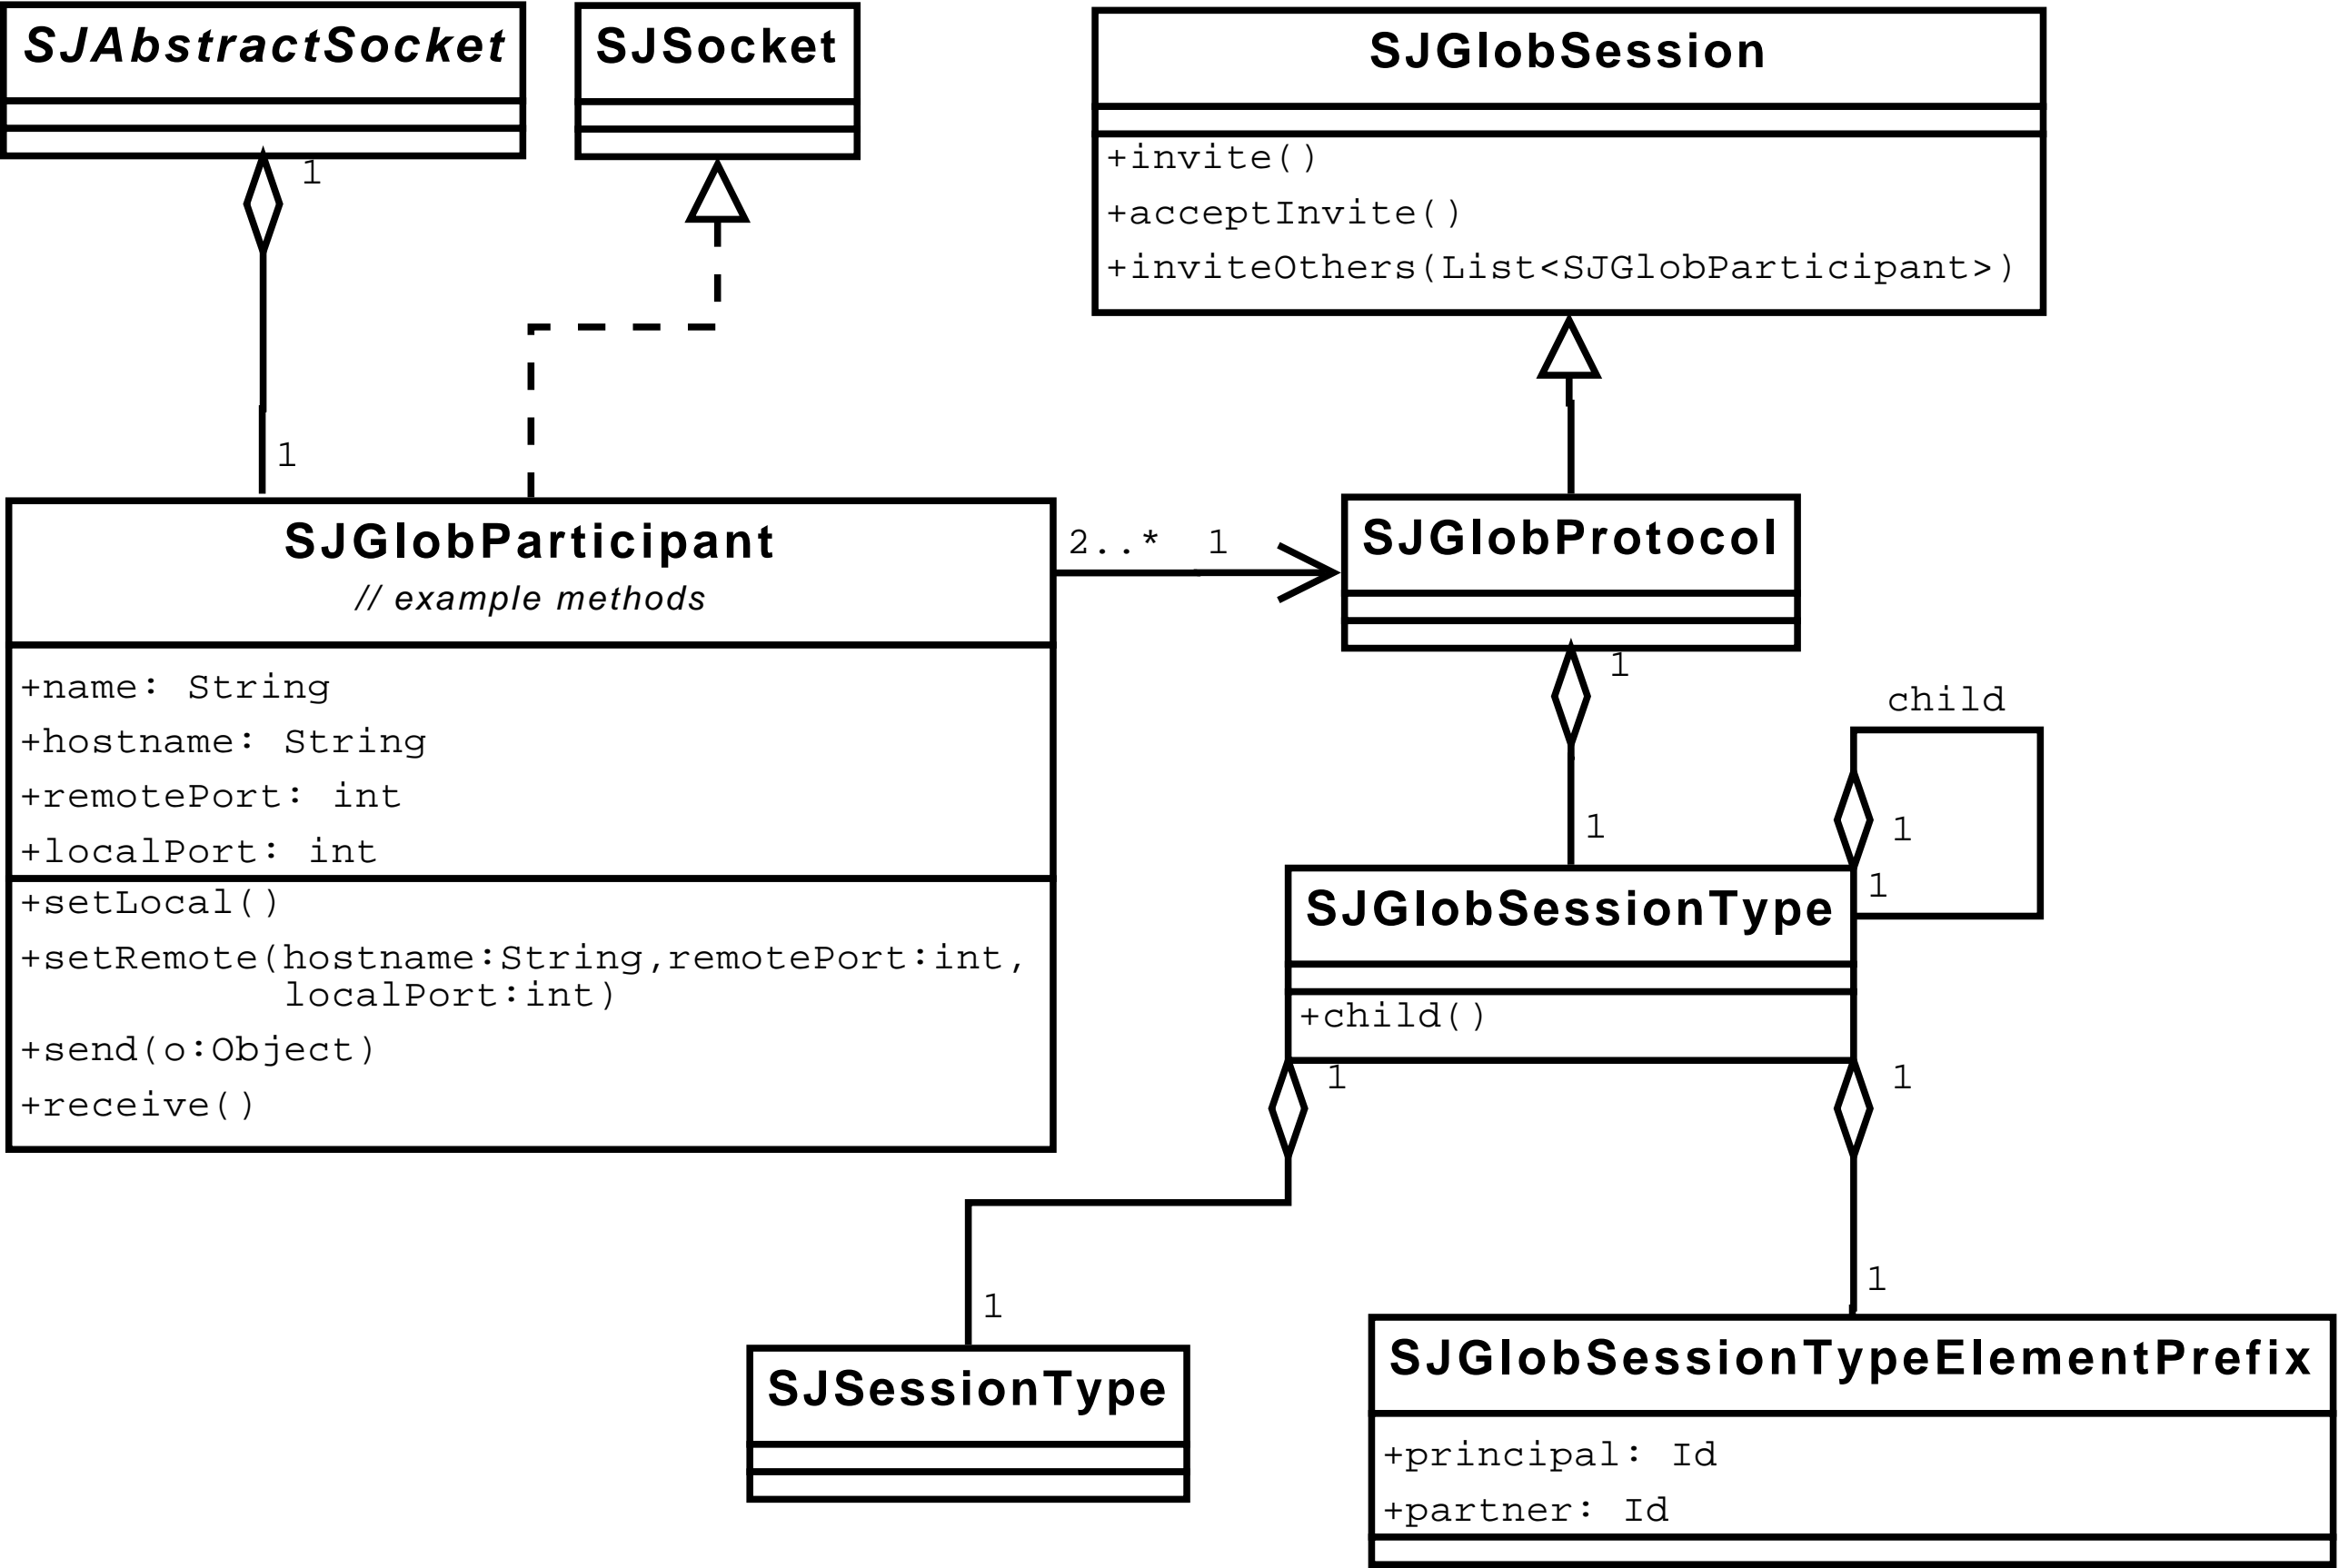 SJAbstractSocket
1
1
SJSocket
SJGlobSession
+invite()
+acceptInvite()
+inviteOthers(List<SJGlobParticipant>)
SJGlobParticipant
// example methods
+name: String
+hostname: String
+remotePort: int
+localPort: int
+setLocal()
+setRemote(hostname:String,remotePort:int,
localPort:int)
+send(o:Object)
+receive()
2..* 1
SJGlobProtocol
1
1
child
1
1
SJGlobSessionType
+child()
1
1
1
1
SJSessionType
SJGlobSessionTypeElementPrefix
+principal: Id
+partner: Id